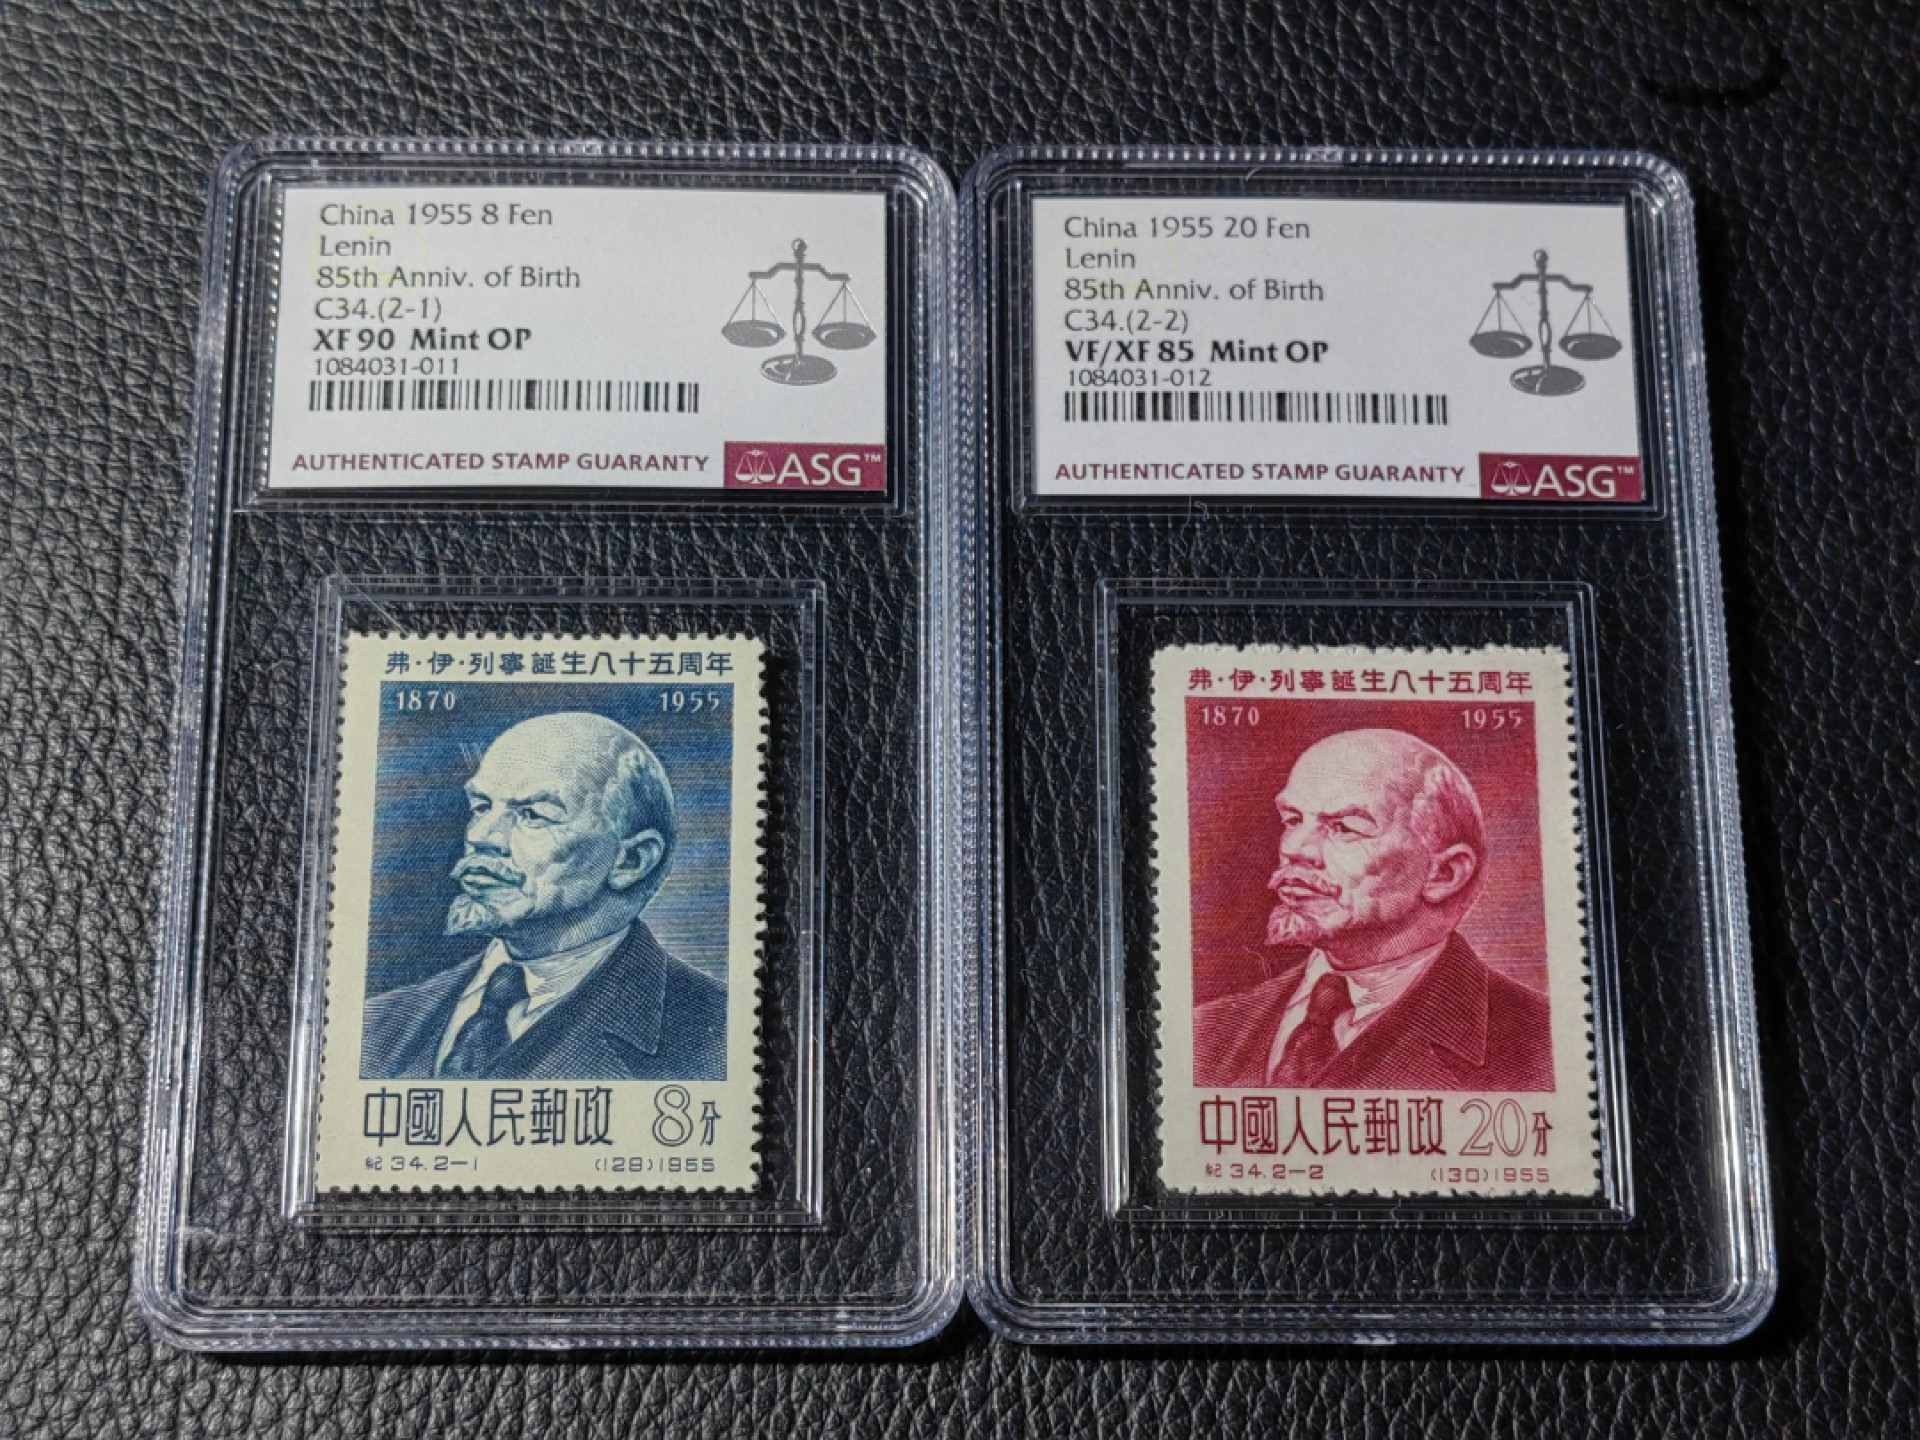 China 1955 8 Fen
Lenin
85th Anniv. of Birth
C34.(2-1)
XF 90 Mint OP
1084031-011
AUTHENTICATED STAMP GUARANTY
ASG™
弗·伊·列寧誕生八十五周年
1870 1955
中國人民郵政 8分
紀34.2-1 (129)1955
China 1955 20 Fen
Lenin
85th Anniv. of Birth
C34.(2-2)
VF/XF 85 Mint OP
1084031-012
AUTHENTICATED STAMP GUARANTY
ASG™
弗·伊·列寧誕生八十五周年
1870 1955
中國人民郵政 20分
紀34.2-2 (130)1955